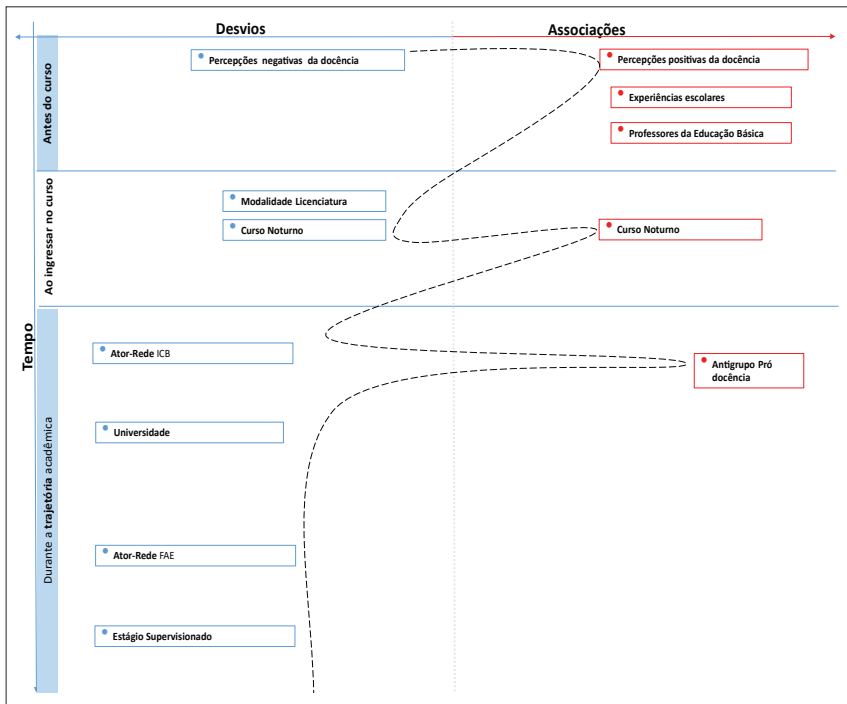 Desvios
Associações
Tempo
Antes do curso
Percepções negativas da docência
Percepções positivas da docência
Experiências escolares
Professores da Educação Básica
Ao ingressar no curso
Modalidade Licenciatura
Curso Noturno
Curso Noturno
Durante a trajetória acadêmica
Ator-Rede ICB
Antigrupo Pró
docência
Universidade
Ator-Rede FAE
Estágio Supervisionado